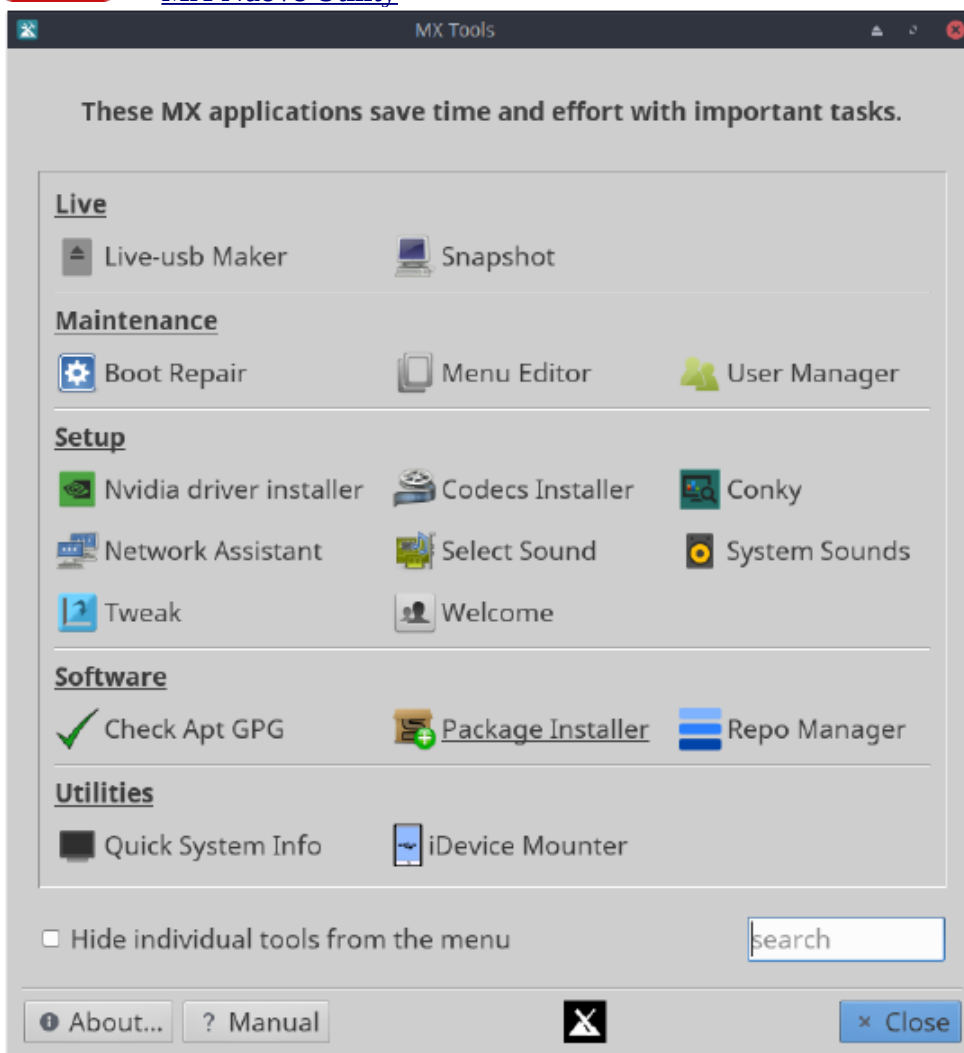 MX Tools
These MX applications save time and effort with important tasks.
Live
Live-usb Maker Snapshot
Maintenance
Boot Repair Menu Editor User Manager
Setup
Nvidia driver installer Codecs Installer Conky
Network Assistant Select Sound System Sounds
Tweak Welcome
Software
Check Apt GPG Package Installer Repo Manager
Utilities
Quick System Info iDevice Mounter
Hide individual tools from the menu search
About... ? Manual Close